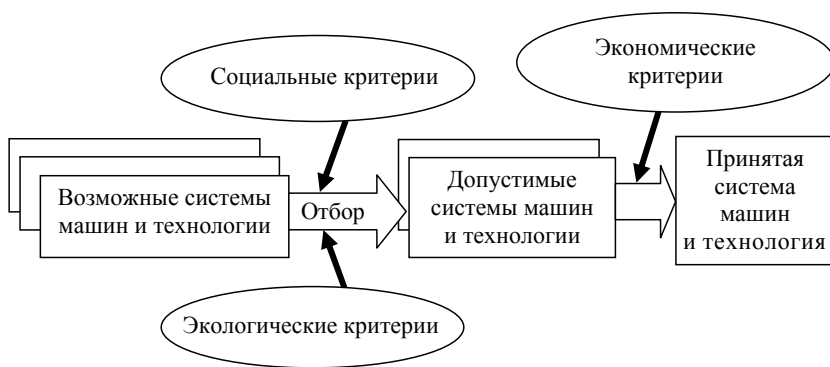 Социальные критерии
Экономические
критерии
Возможные системы
машин и технологии
Отбор
Допустимые
системы машин
и технологии
Принятая
система
машин
и технология
Экологические критерии